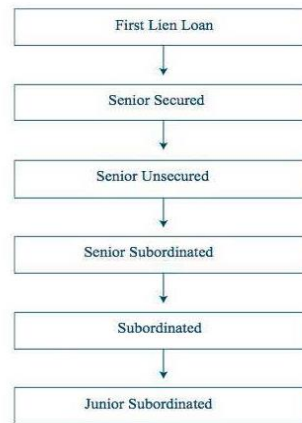 First Lien Loan
Senior Secured
Senior Unsecured
Senior Subordinated
Subordinated
Junior Subordinated